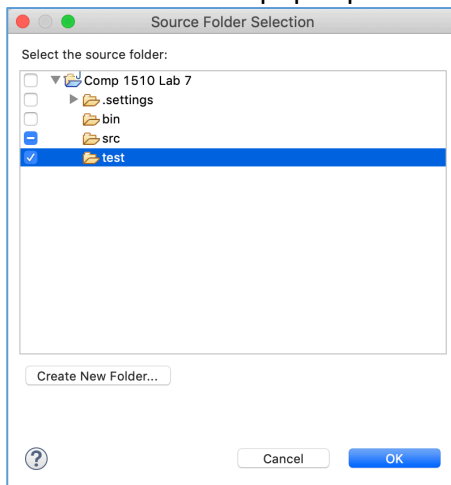 Source Folder Selection
Select the source folder:
Comp 1510 Lab 7
.settings
bin
src
test
Create New Folder...
?
Cancel OK